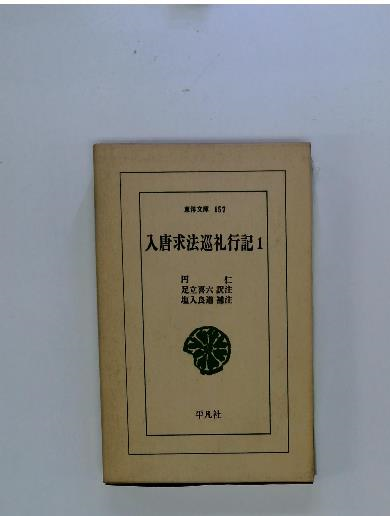 東洋文庫 157
入唐求法巡礼行記 1
円仁
足立喜六 訳注
塩入良道 補注
平凡社